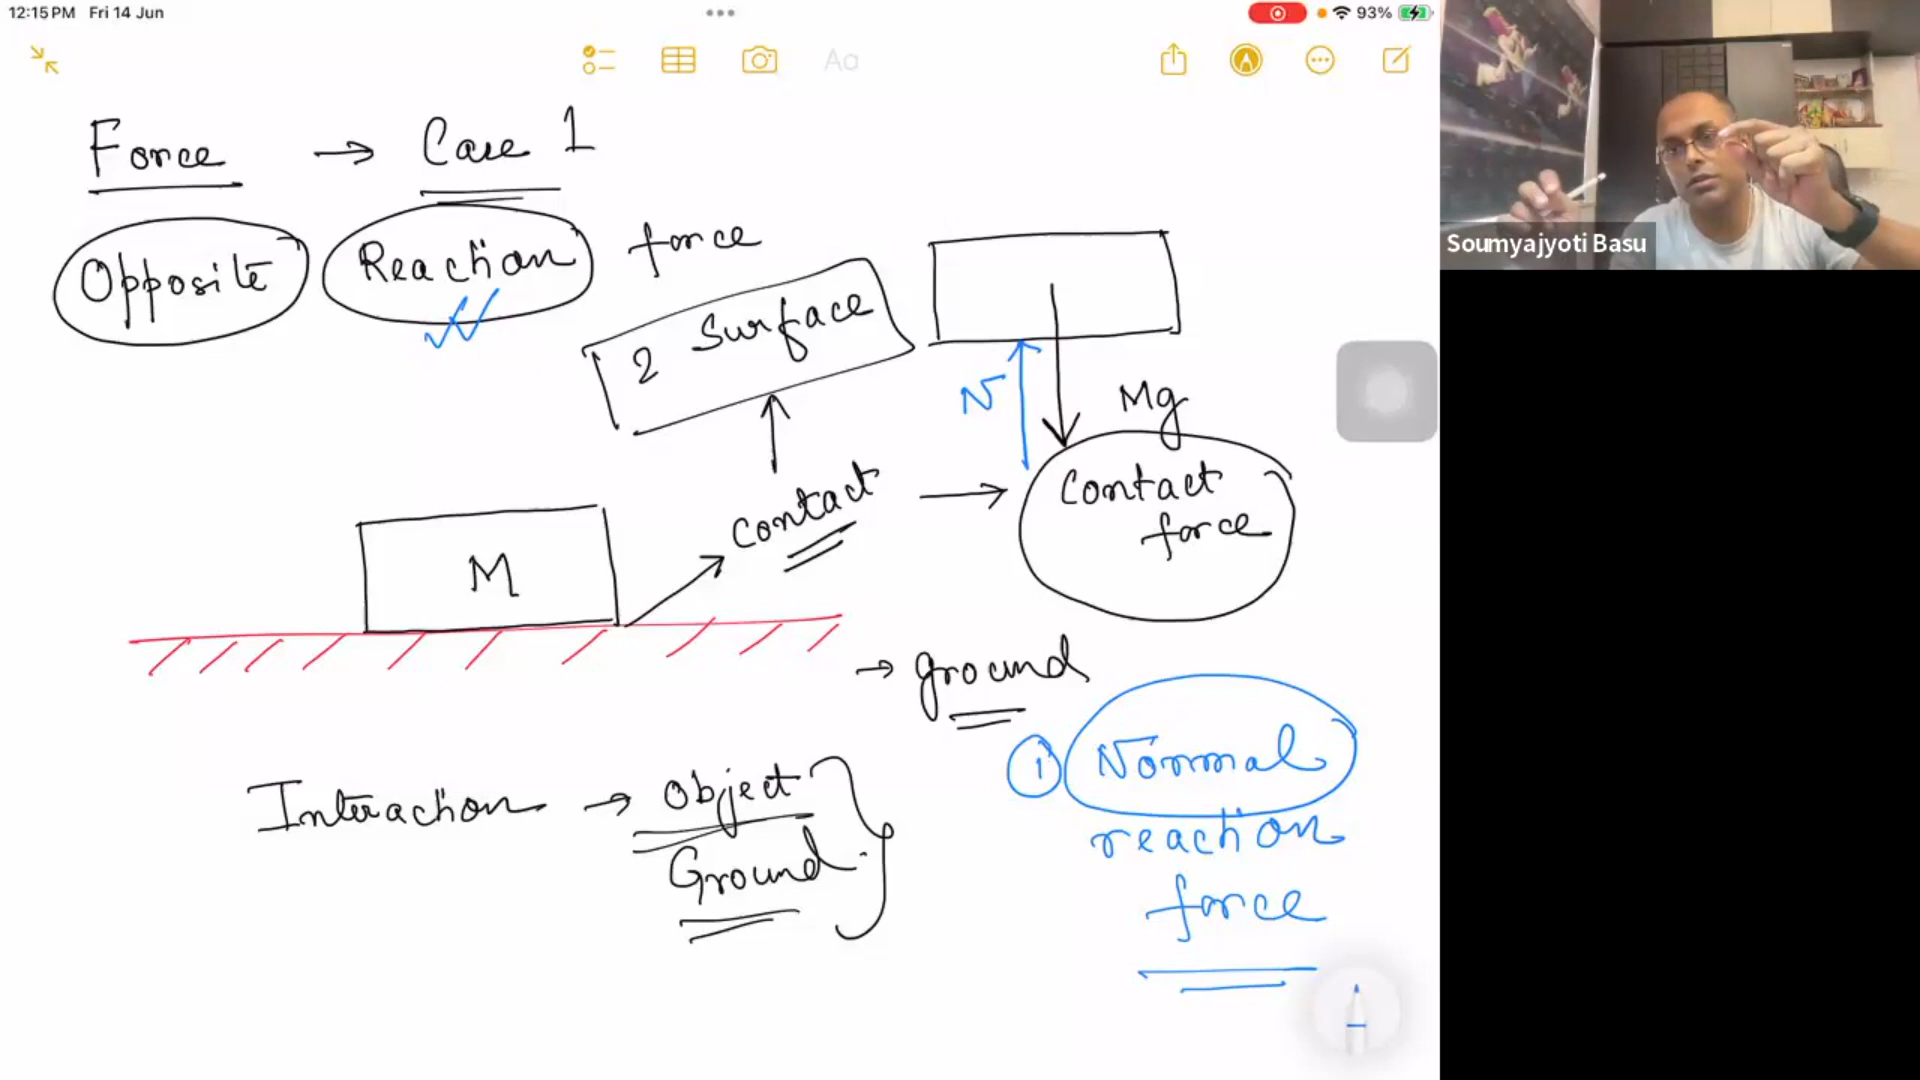 12:15 PM Fri 14 Jun
93%
Aa
Force → Case 1
Opposite Reaction force
2 Surface
N
Mg
Contact → Contact
force
M
→ ground
Interaction → Object
Ground
1 Normal
reaction
force
Soumyajyoti Basu